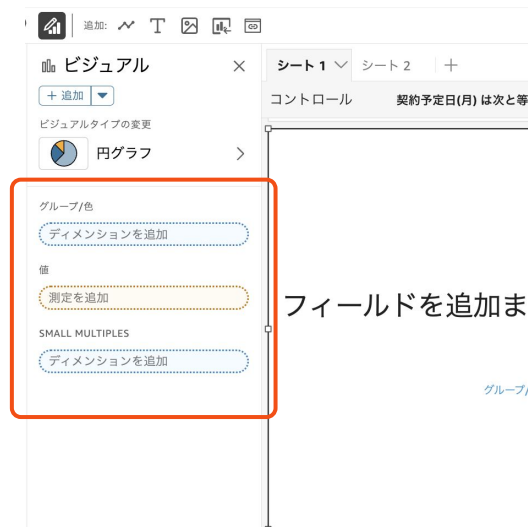 追加:
ビジュアル
+ 追加
ビジュアルタイプの変更
円グラフ
グループ/色
ディメンションを追加
値
測定を追加
SMALL MULTIPLES
ディメンションを追加
シート 1
シート 2
コントロール
契約予定日(月) は次と等
フィールドを追加ま
グループ/